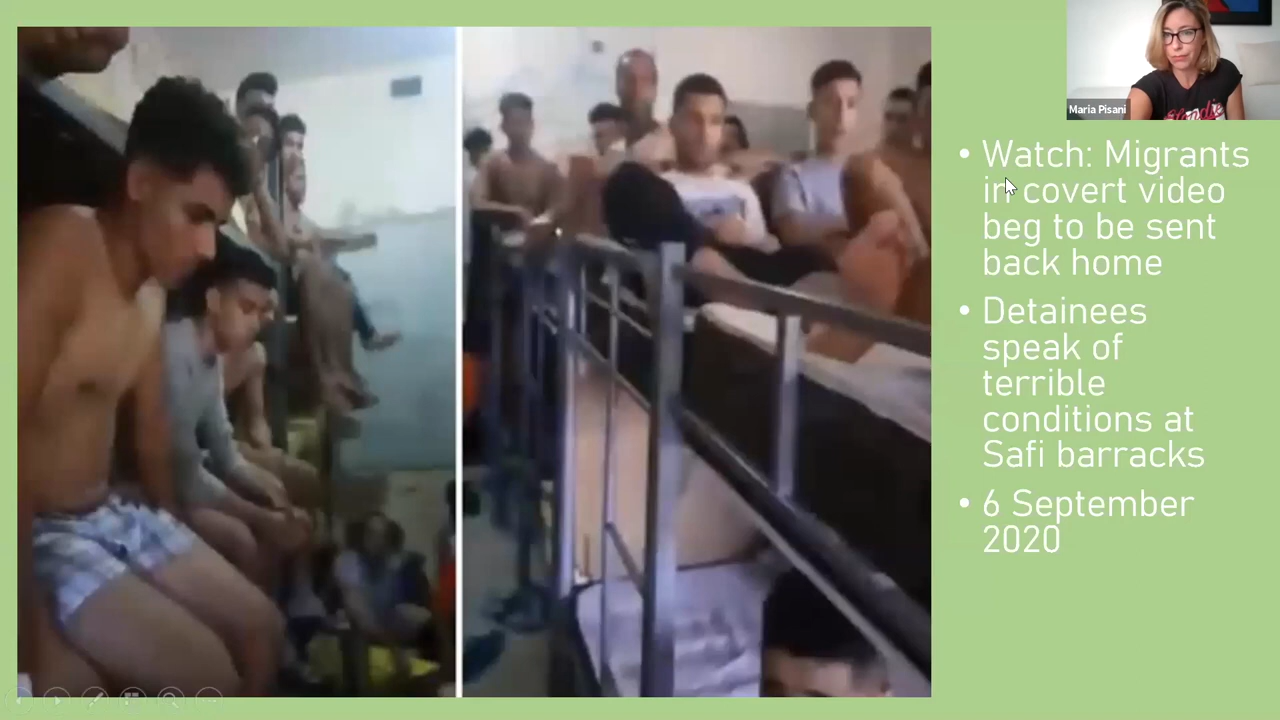 Maria Pisani
• Watch: Migrants
in covert video
beg to be sent
back home
• Detainees
speak of
terrible
conditions at
Safi barracks
• 6 September
2020